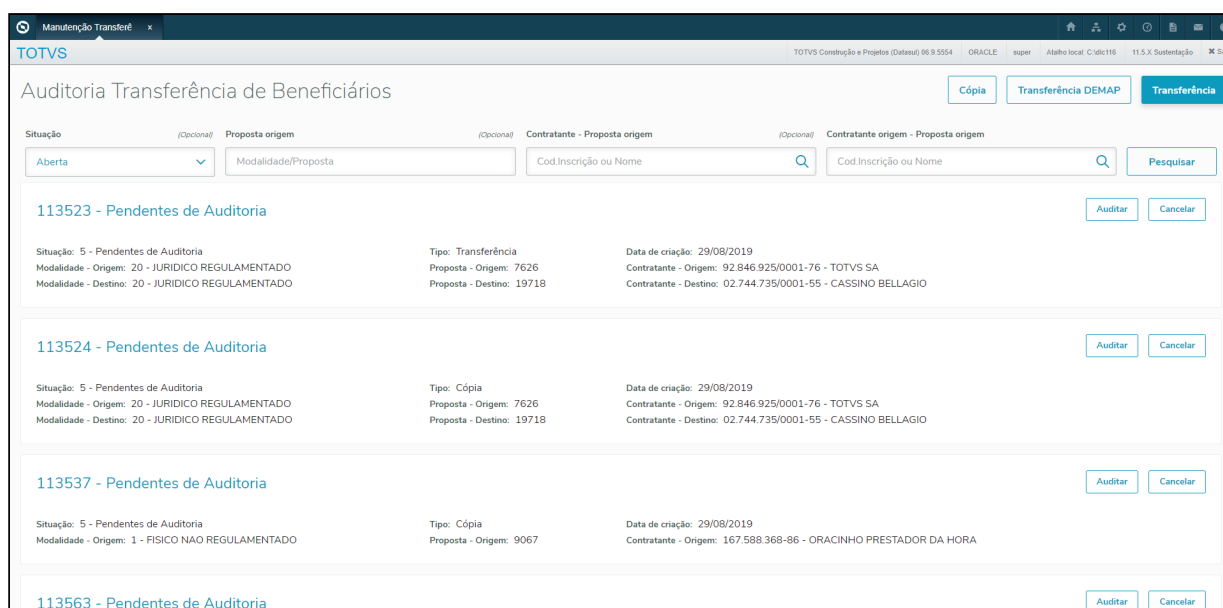 Manutenção Transferê x
TOTVS
TOTVS Construção e Projetos (Datasul) 06.9.5554 ORACLE super Atalho local: C:\dlc116 11.5.X Sustentação
Auditoria Transferência de Beneficiários
Cópia Transferência DEMAP Transferência
Situação (Opcional) Proposta origem (Opcional) Contratante - Proposta origem (Opcional) Contratante origem - Proposta origem
Aberta Modalidade/Proposta Cod.Inscrição ou Nome Cod.Inscrição ou Nome Pesquisar
113523 - Pendentes de Auditoria Auditar Cancelar
Situação: 5 - Pendentes de Auditoria Tipo: Transferência Data de criação: 29/08/2019
Modalidade - Origem: 20 - JURIDICO REGULAMENTADO Proposta - Origem: 7626 Contratante - Origem: 92.846.925/0001-76 - TOTVS SA
Modalidade - Destino: 20 - JURIDICO REGULAMENTADO Proposta - Destino: 19718 Contratante - Destino: 02.744.735/0001-55 - CASSINO BELLAGIO
113524 - Pendentes de Auditoria Auditar Cancelar
Situação: 5 - Pendentes de Auditoria Tipo: Cópia Data de criação: 29/08/2019
Modalidade - Origem: 20 - JURIDICO REGULAMENTADO Proposta - Origem: 7626 Contratante - Origem: 92.846.925/0001-76 - TOTVS SA
Modalidade - Destino: 20 - JURIDICO REGULAMENTADO Proposta - Destino: 19718 Contratante - Destino: 02.744.735/0001-55 - CASSINO BELLAGIO
113537 - Pendentes de Auditoria Auditar Cancelar
Situação: 5 - Pendentes de Auditoria Tipo: Cópia Data de criação: 29/08/2019
Modalidade - Origem: 1 - FISICO NAO REGULAMENTADO Proposta - Origem: 9067 Contratante - Origem: 167.588.368-86 - ORACINHO PRESTADOR DA HORA
113563 - Pendentes de Auditoria Auditar Cancelar